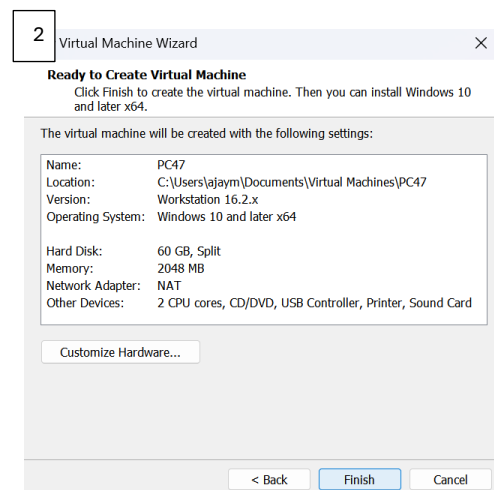 2
Virtual Machine Wizard
Ready to Create Virtual Machine
Click Finish to create the virtual machine. Then you can install Windows 10
and later x64.
The virtual machine will be created with the following settings:
Name: PC47
Location: C:\Users\ajaym\Documents\Virtual Machines\PC47
Version: Workstation 16.2.x
Operating System: Windows 10 and later x64
Hard Disk: 60 GB, Split
Memory: 2048 MB
Network Adapter: NAT
Other Devices: 2 CPU cores, CD/DVD, USB Controller, Printer, Sound Card
Customize Hardware...
< Back Finish Cancel